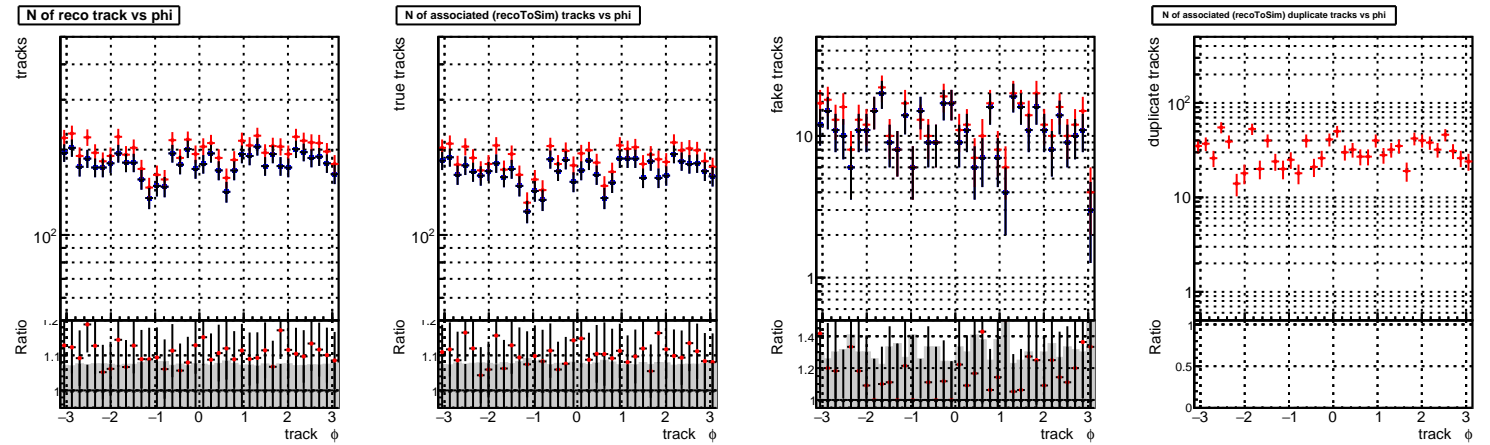 N of reco track vs phi
tracks
10²
Ratio
1.1
1
−3 −2 −1 0 1 2 3
track φ
N of associated (recoToSim) tracks vs phi
true tracks
10²
Ratio
1.1
1
−3 −2 −1 0 1 2 3
track φ
fake tracks
10
1
Ratio
1.4
1.2
1
−3 −2 −1 0 1 2 3
track φ
N of associated (recoToSim) duplicate tracks vs phi
duplicate tracks
10²
10
1
Ratio
1
0.5
0
−3 −2 −1 0 1 2 3
track φ